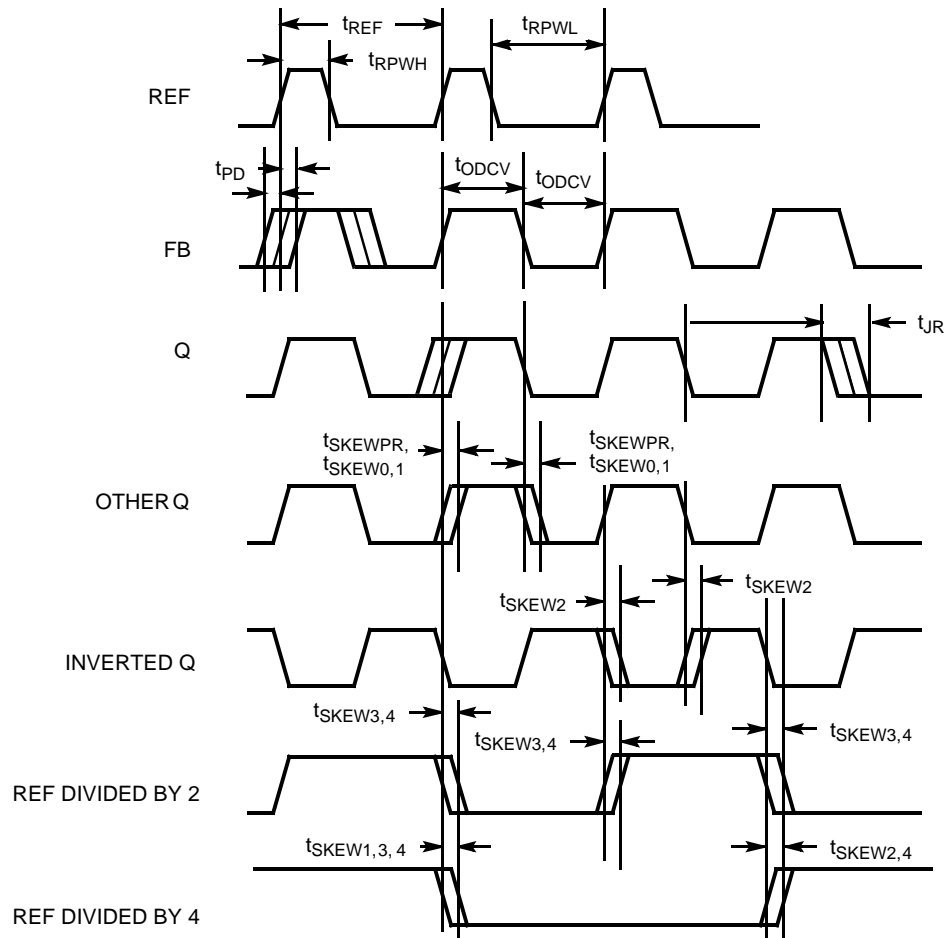 tREF
tRPWL
tRPWH
REF
tPD
tODCV
tODCV
FB
tJR
Q
tSKEWPR,
tSKEW0,1
tSKEWPR,
tSKEW0,1
OTHER Q
tSKEW2
tSKEW2
INVERTED Q
tSKEW3,4
tSKEW3,4
tSKEW3,4
REF DIVIDED BY 2
tSKEW1,3,4
tSKEW2,4
REF DIVIDED BY 4